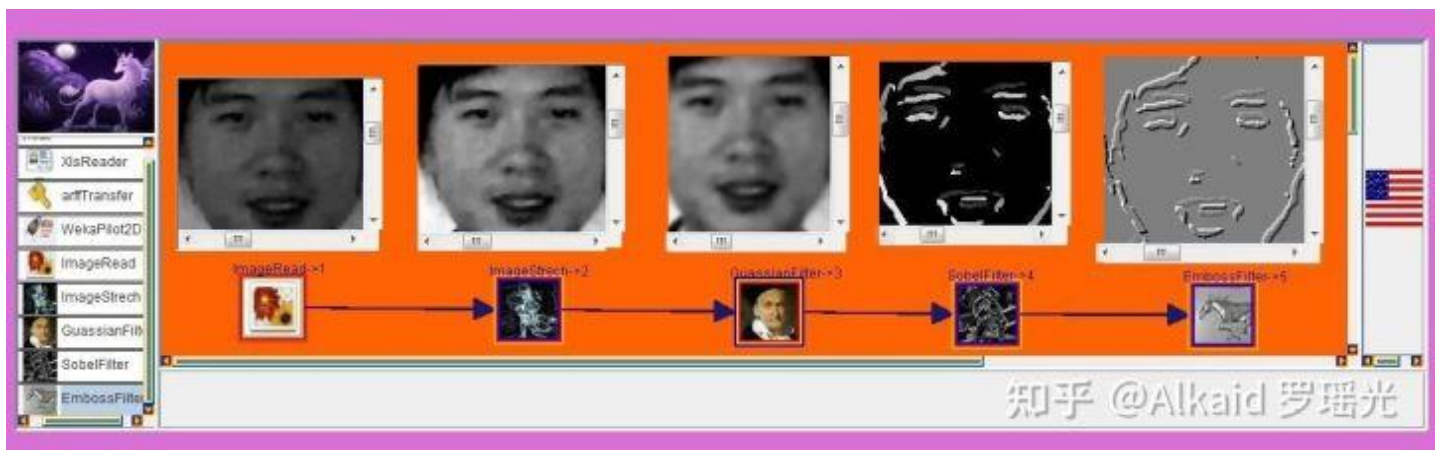 XlsReader
arffTransfer
WekaPilot2D
ImageRead
ImageStrech
GuassianFilt
SobelFilter
EmbossFilte
ImageRead->1
ImageStrech->2
GuassianFilter->3
SobelFilter->4
EmbossFilter->5
知乎 @Alkaid 罗瑶光